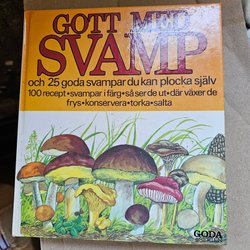 GOTT MED
SVAMP
och 25 goda svampar du kan plocka själv
100 recept•svampar i färg•så ser de ut•där växer de
frys•konservera•torka•salta
GODA